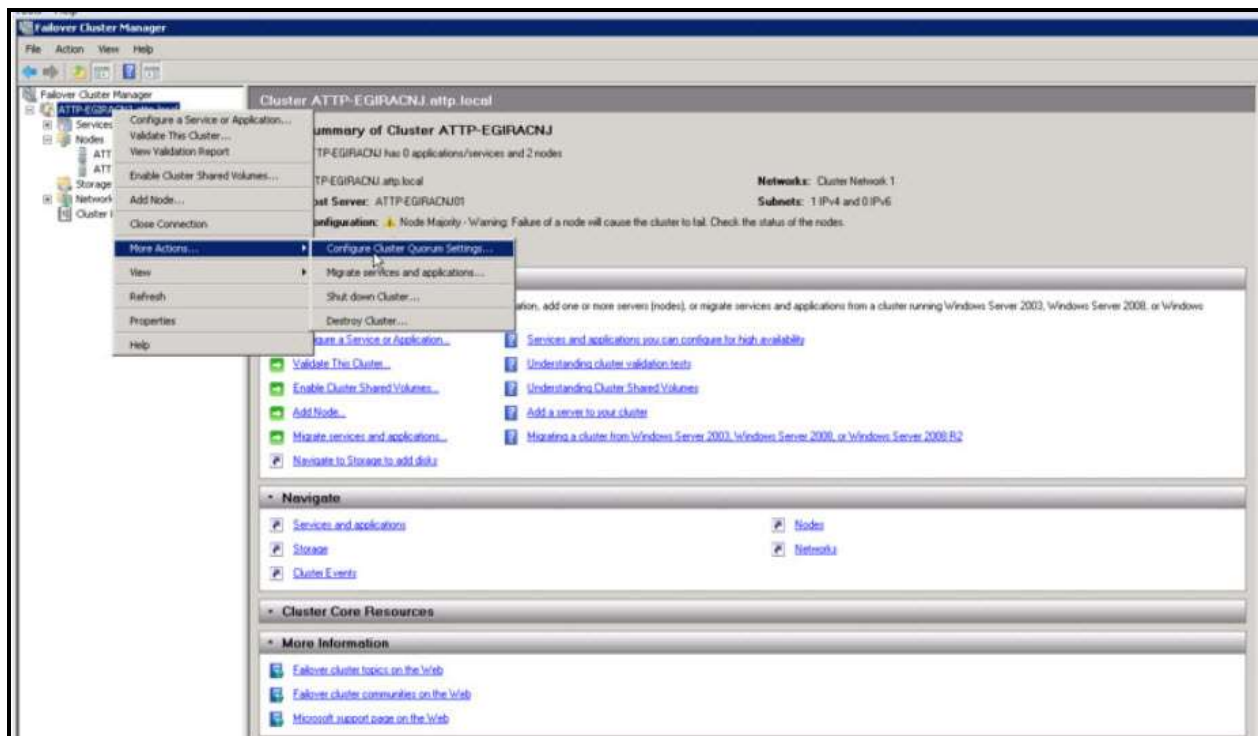 Failover Cluster Manager
File Action View Help
Failover Cluster Manager
ATTP-EGIRACNJ.attp.local
Services
Nodes
ATT
ATT
Storage
Network
Cluster
Configure a Service or Application...
Validate This Cluster...
View Validation Report
Enable Cluster Shared Volumes...
Add Node...
Close Connection
More Actions...
View
Refresh
Properties
Help
Configure Cluster Quorum Settings...
Migrate services and applications...
Shut down Cluster...
Destroy Cluster...
Cluster ATTP-EGIRACNJ.attp.local
ummary of Cluster ATTP-EGIRACNJ
TP-EGIRACNJ has 0 applications/services and 2 nodes
TP-EGIRACNJ.attp.local
Networks: Cluster Network 1
ost Server: ATTP-EGIRACNJ01
Subnets: 1 IPv4 and 0 IPv6
onfiguration: Node Majority - Warning: Failure of a node will cause the cluster to fail. Check the status of the nodes.
ation, add one or more servers (nodes), or migrate services and applications from a cluster running Windows Server 2003, Windows Server 2008, or Windows
gure a Service or Application...
Services and applications you can configure for high availability
Validate This Cluster...
Understanding cluster validation tests
Enable Cluster Shared Volumes...
Understanding Cluster Shared Volumes
Add Node...
Add a server to your cluster
Migrate services and applications...
Migrating a cluster from Windows Server 2003, Windows Server 2008, or Windows Server 2008 R2
Navigate to Storage to add disks
Navigate
Services and applications
Nodes
Storage
Networks
Cluster Events
Cluster Core Resources
More Information
Failover cluster topics on the Web
Failover cluster communities on the Web
Microsoft support page on the Web